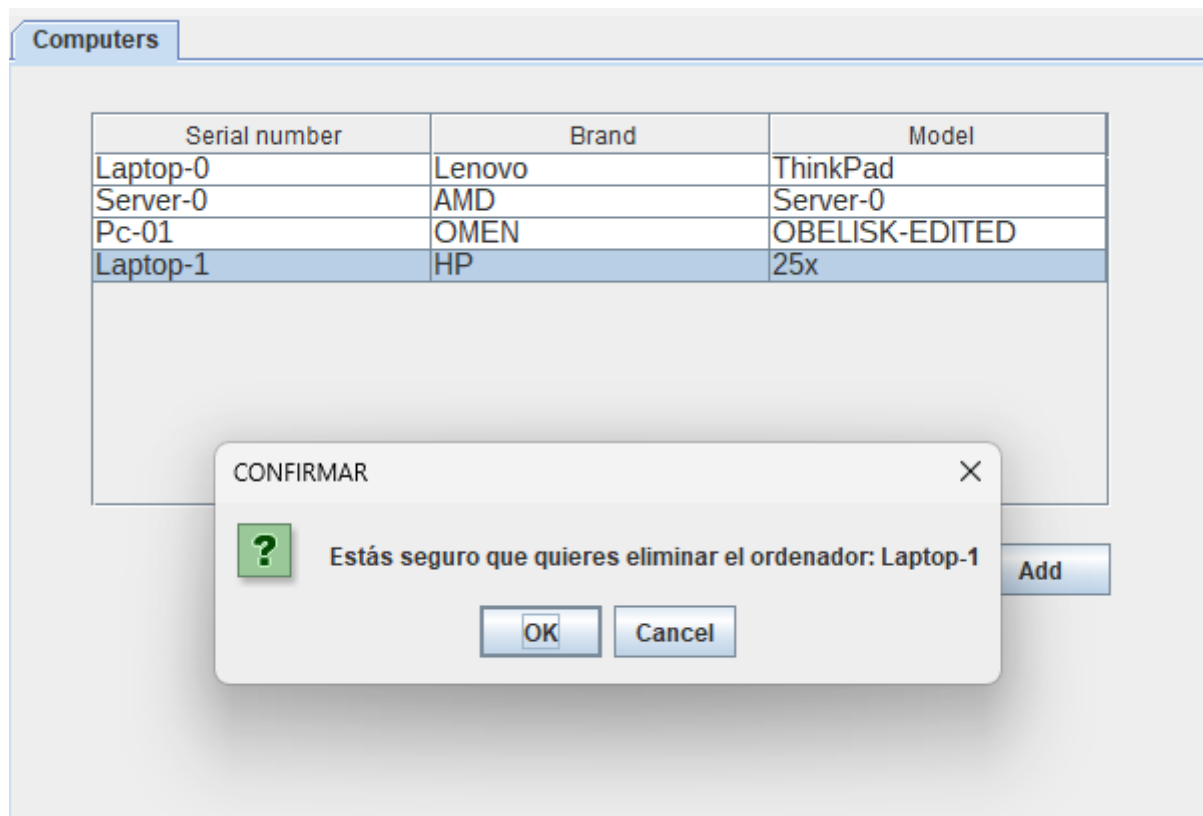 Computers
Serial number Brand Model
Laptop-0 Lenovo ThinkPad
Server-0 AMD Server-0
Pc-01 OMEN OBELISK-EDITED
Laptop-1 HP 25x
CONFIRMAR
? Estás seguro que quieres eliminar el ordenador: Laptop-1
Add
OK Cancel